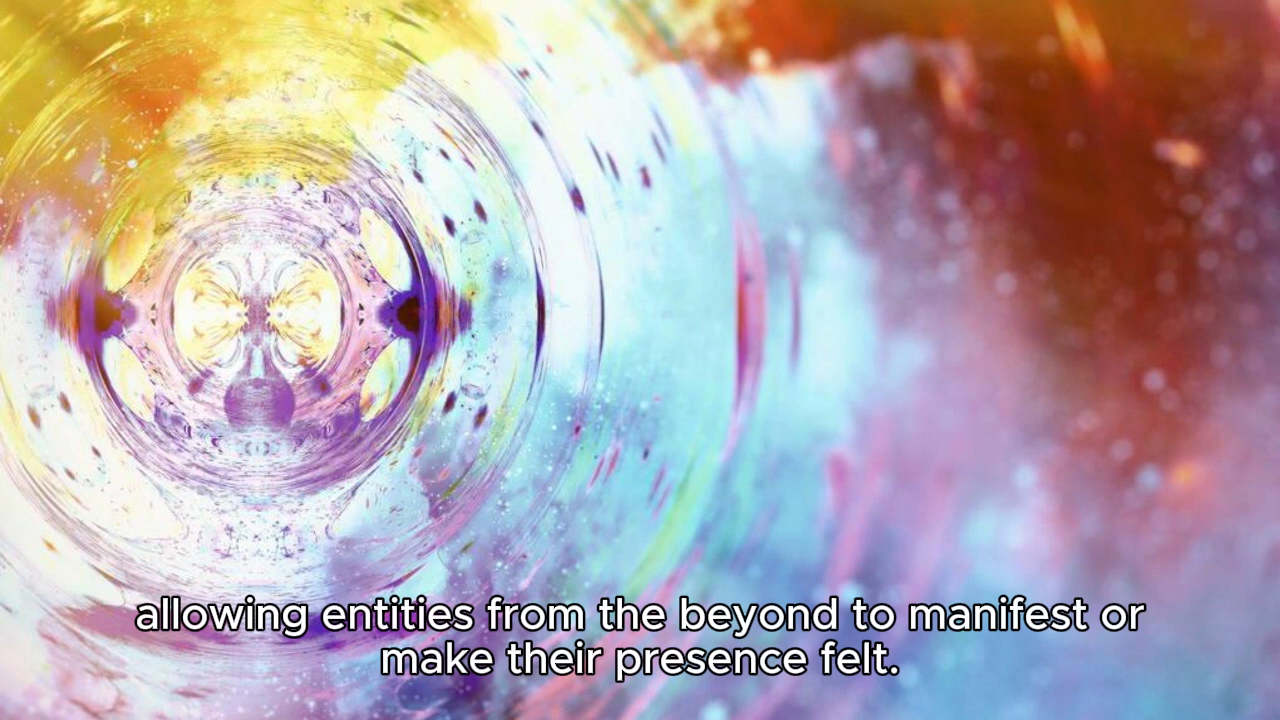 allowing entities from the beyond to manifest or
make their presence felt.